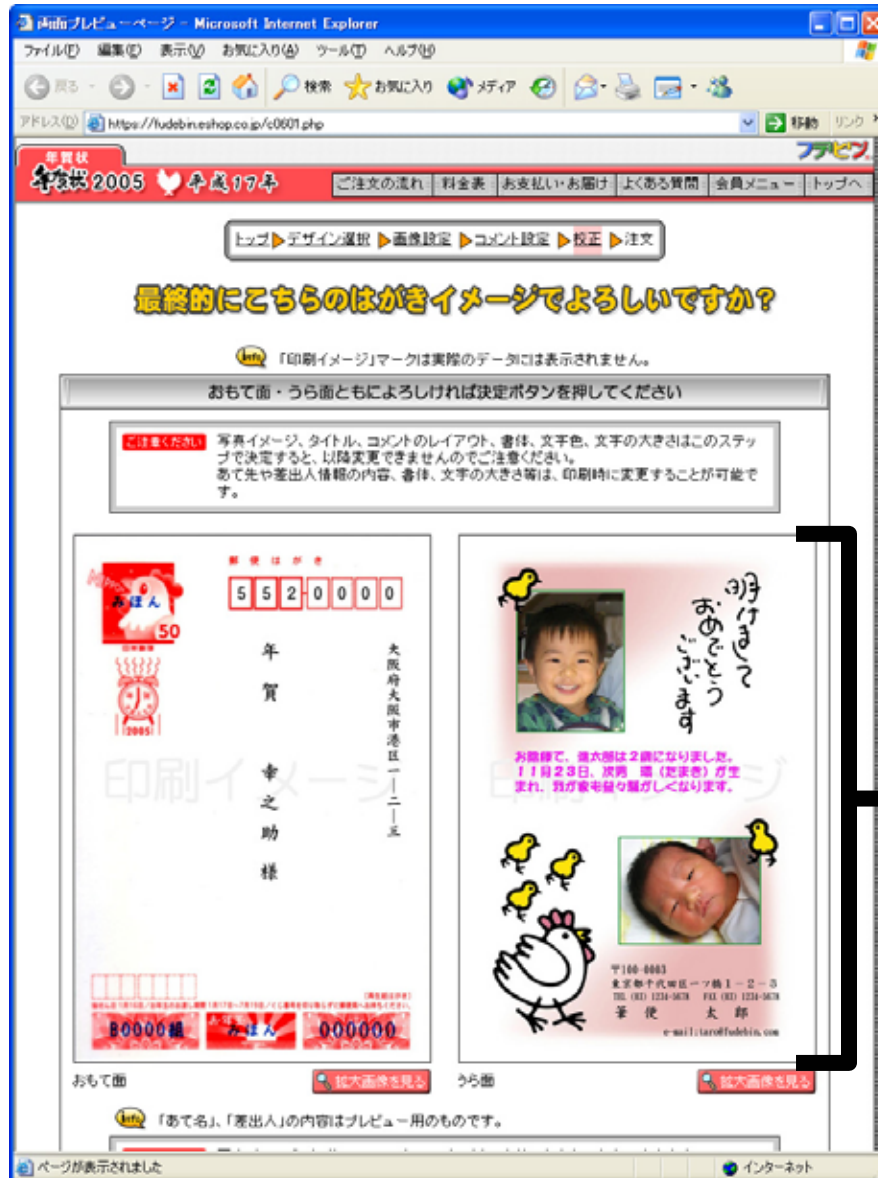 画面プレビューページ - Microsoft Internet Explorer
ファイル(F) 編集(E) 表示(V) お気に入り(A) ツール(T) ヘルプ(H)
戻る 検索 お気に入り メディア
アドレス(D) https://fudebin.eshop.co.jp/c0601.php 移動 リンク
年賀状
フデビン
年賀状2005 平成17年
ご注文の流れ 料金表 お支払い・お届け よくある質問 会員メニュー トップへ
トップ デザイン選択 画像設定 コメント設定 校正 注文
最終的にこちらのはがきイメージでよろしいですか?
Info 「印刷イメージ」マークは実際のデータには表示されません。
おもて面・うら面ともによろしければ決定ボタンを押してください
ご注意ください 写真イメージ、タイトル、コメントのレイアウト、書体、文字色、文字の大きさはこのステッ
プで決定すると、以降変更できませんのでご注意ください。
あて先や差出人情報の内容、書体、文字の大きさ等は、印刷時に変更することが可能で
す。
郵便はがき
みほん
50
日本郵便
2005
552-0000
大阪府大阪市港区一―二―三
年賀 幸之助 様
印刷イメージ
B0000組 みほん 000000
明けまして
おめでとう
ございます
お陰様で、健太郎は2歳になりました。
11月23日、次男 環(たまき)が生
まれ、我が家も益々騒がしくなります。
印刷イメージ
〒100-0003
東京都千代田区一ツ橋1-2-3
TEL (03) 1234-5678 FAX (03) 1234-5678
筆便 太郎
e-mail:taro@fudebin.com
おもて面 拡大画像を見る うら面 拡大画像を見る
Info 「あて名」、「差出人」の内容はプレビュー用のものです。
ページが表示されました インターネット